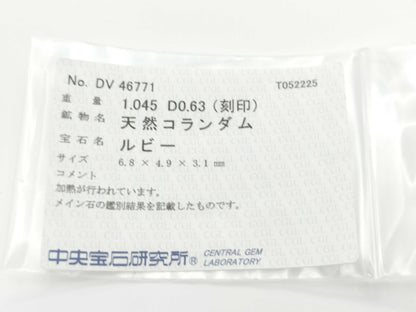 No. DV 46771 T052225
重量 1.045 D0.63 (刻印)
鉱物名 天然コランダム
宝石名 ルビー
サイズ 6.8 × 4.9 × 3.1 mm
コメント
加熱が行われています。
メイン石の鑑別結果を記載したものです。
中央宝石研究所® CENTRAL GEM LABORATORY